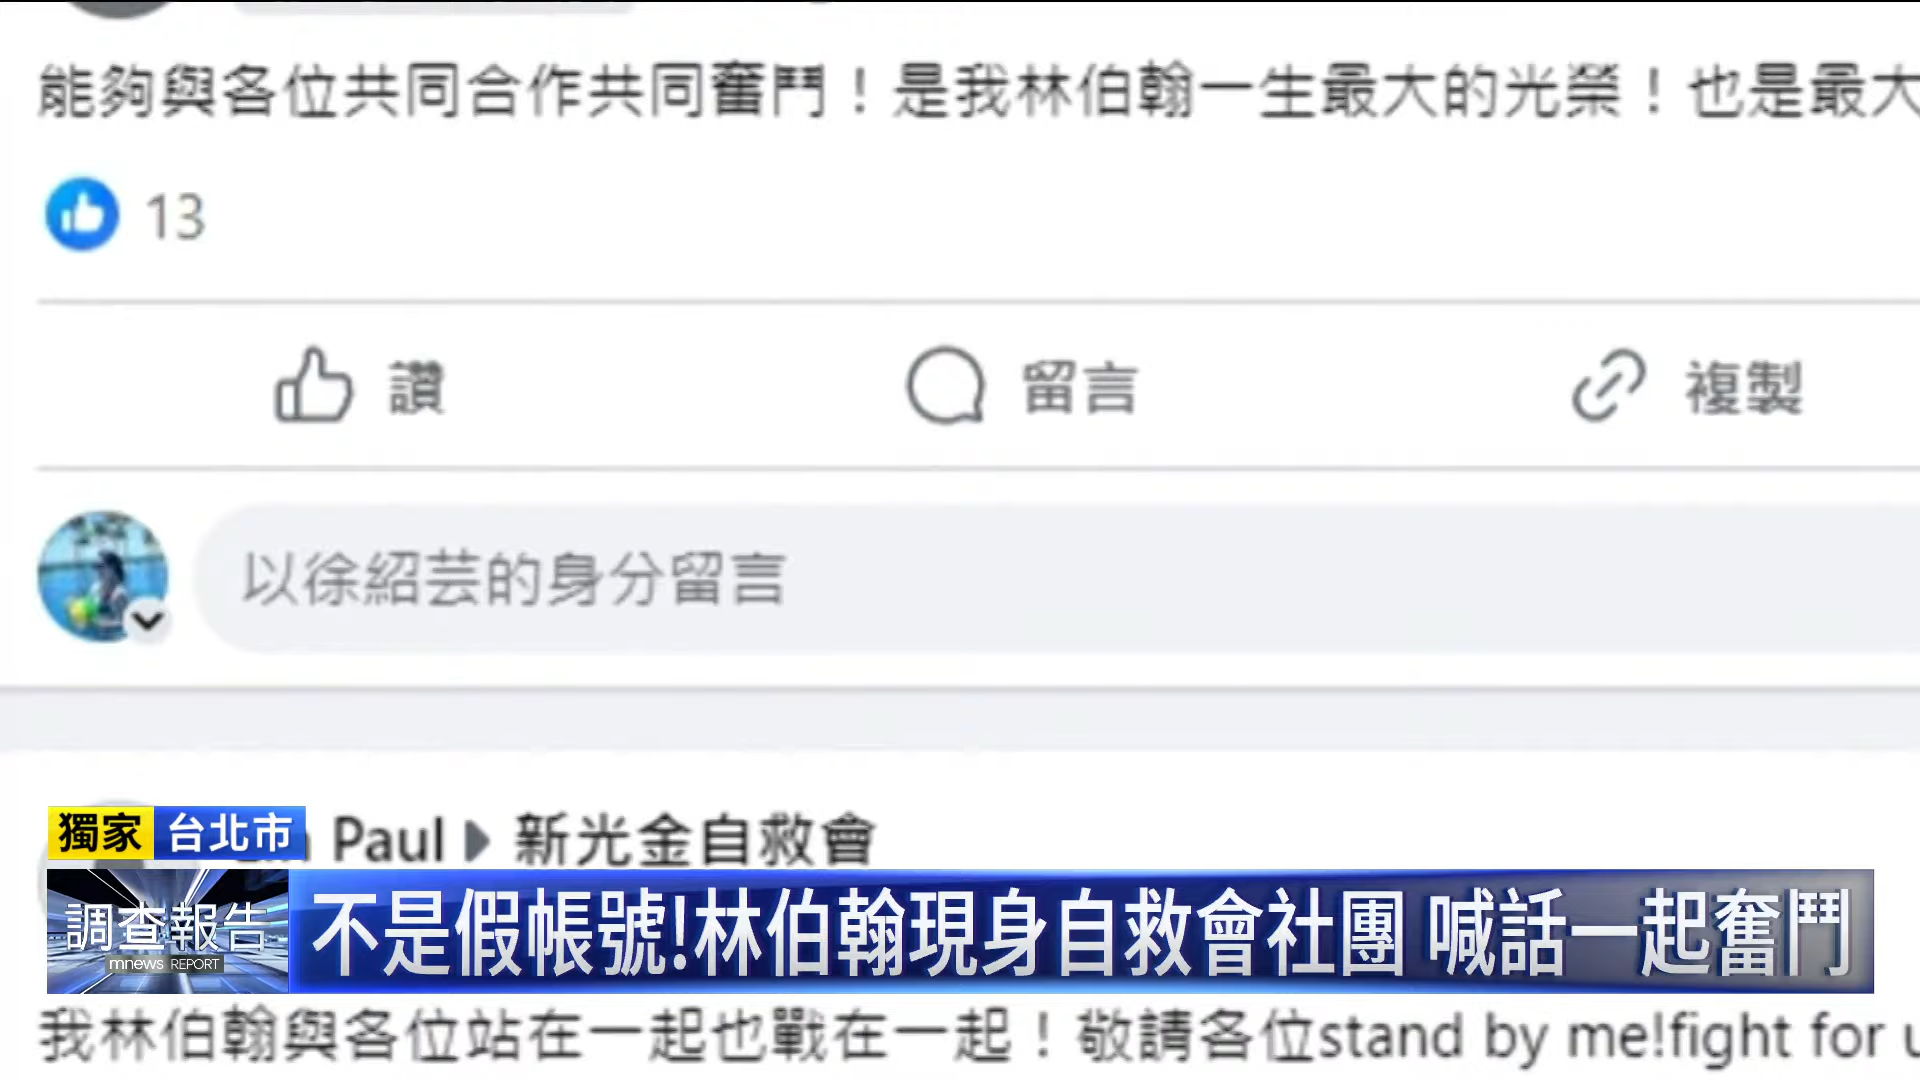 能夠與各位共同合作共同奮鬥！是我林伯翰一生最大的光榮！也是最大
13
讚 留言 複製
以徐紹芸的身分留言
獨家 台北市
Paul ▶ 新光金自救會
調查報告
mnews REPORT
不是假帳號!林伯翰現身自救會社團 喊話一起奮鬥
我林伯翰與各位站在一起也戰在一起！敬請各位stand by me!fight for